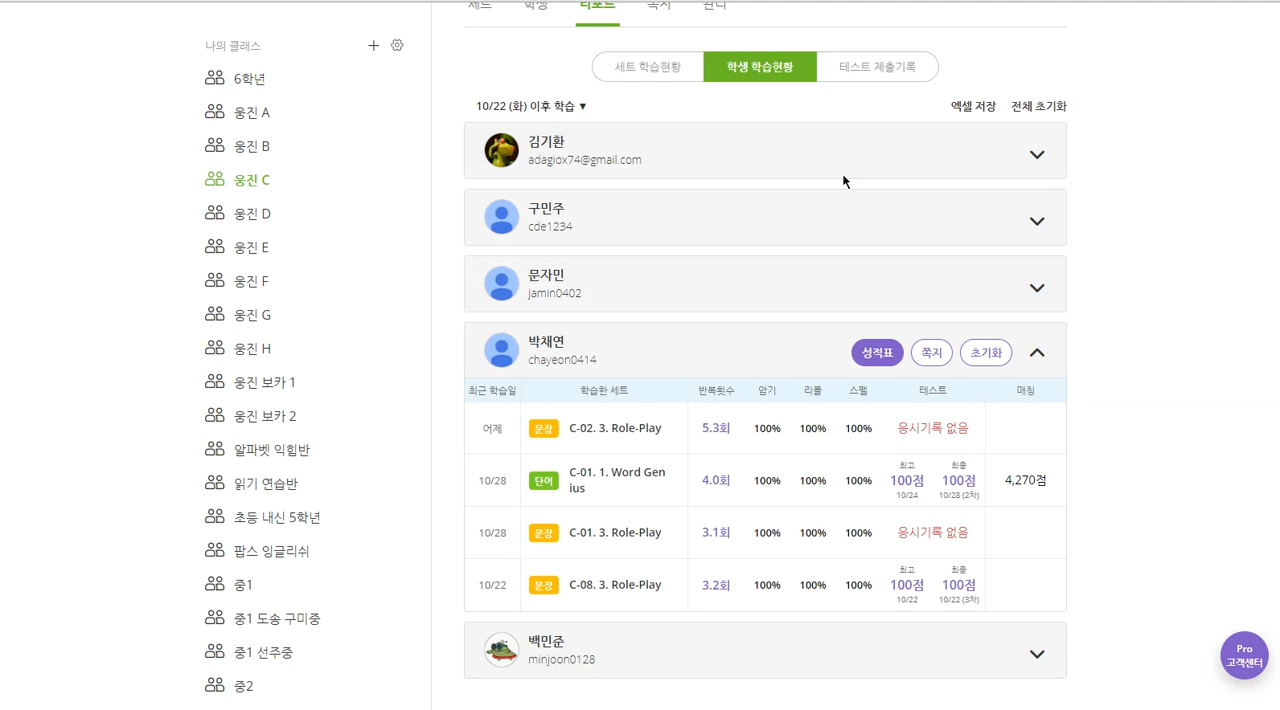 세트 학생 리포트 쪽지 관리
나의 클래스
6학년
웅진 A
웅진 B
웅진 C
웅진 D
웅진 E
웅진 F
웅진 G
웅진 H
웅진 보카 1
웅진 보카 2
알파벳 익힘반
읽기 연습반
초등 내신 5학년
팝스 잉글리쉬
중1
중1 도송 구미중
중1 선주중
중2
세트 학습현황 학생 학습현황 테스트 제출기록
10/22 (화) 이후 학습 ▼ 엑셀 저장 전체 초기화
김기환
adagiox74@gmail.com
구민주
cde1234
문자민
jamin0402
박채연
chayeon0414
성적표 쪽지 초기화
최근 학습일 학습한 세트 반복횟수 암기 리콜 스펠 테스트 매칭
어제 문장 C-02. 3. Role-Play 5.3회 100% 100% 100% 응시기록 없음
10/28 단어 C-01. 1. Word Gen
ius 4.0회 100% 100% 100% 최고 100점 10/24 최종 100점 10/28 (2차) 4,270점
10/28 문장 C-01. 3. Role-Play 3.1회 100% 100% 100% 응시기록 없음
10/22 문장 C-08. 3. Role-Play 3.2회 100% 100% 100% 최고 100점 10/22 최종 100점 10/22 (3차)
백민준
minjoon0128
Pro
고객센터